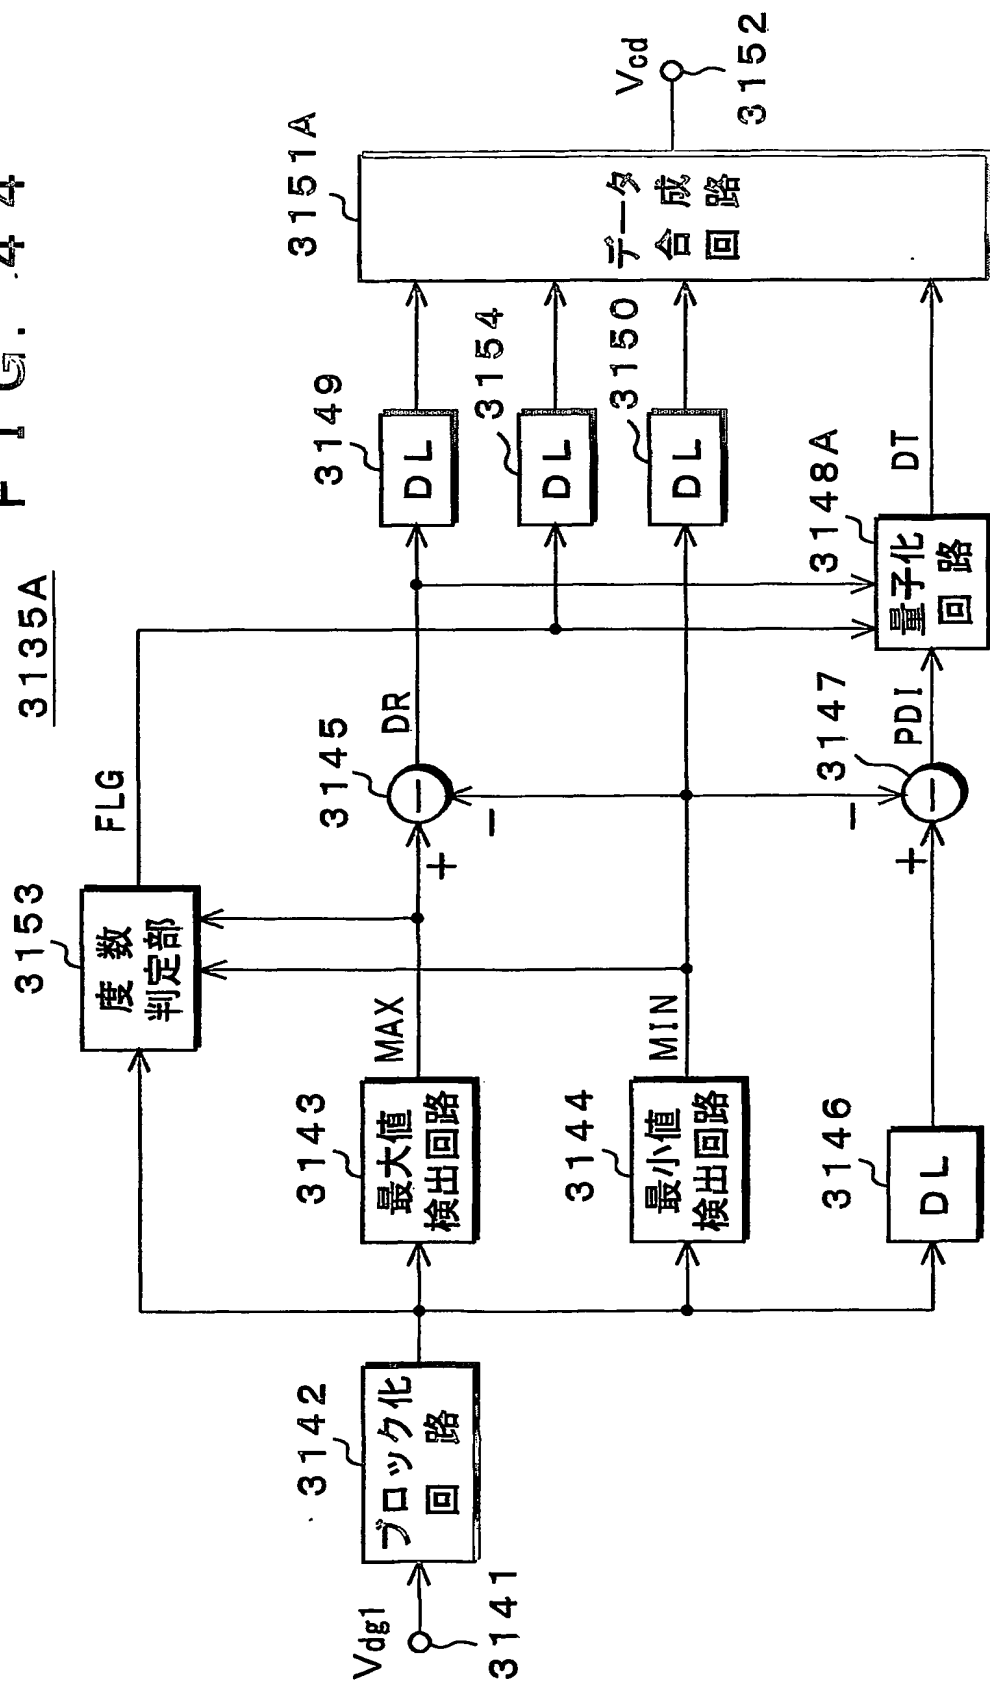 FIG. 44
3135A
3153
度数
判定部
FLG
Vdg1
3141
3142
ブロック化
回路
3143
最大値
検出回路
MAX
3145
+
−
−
DR
3149
DL
3154
DL
3144
最小値
検出回路
MIN
3150
DL
3146
DL
+
−
−
3147
PDI
3148A
量子化
回路
DT
3151A
データ
合成
回路
Vcd
3152